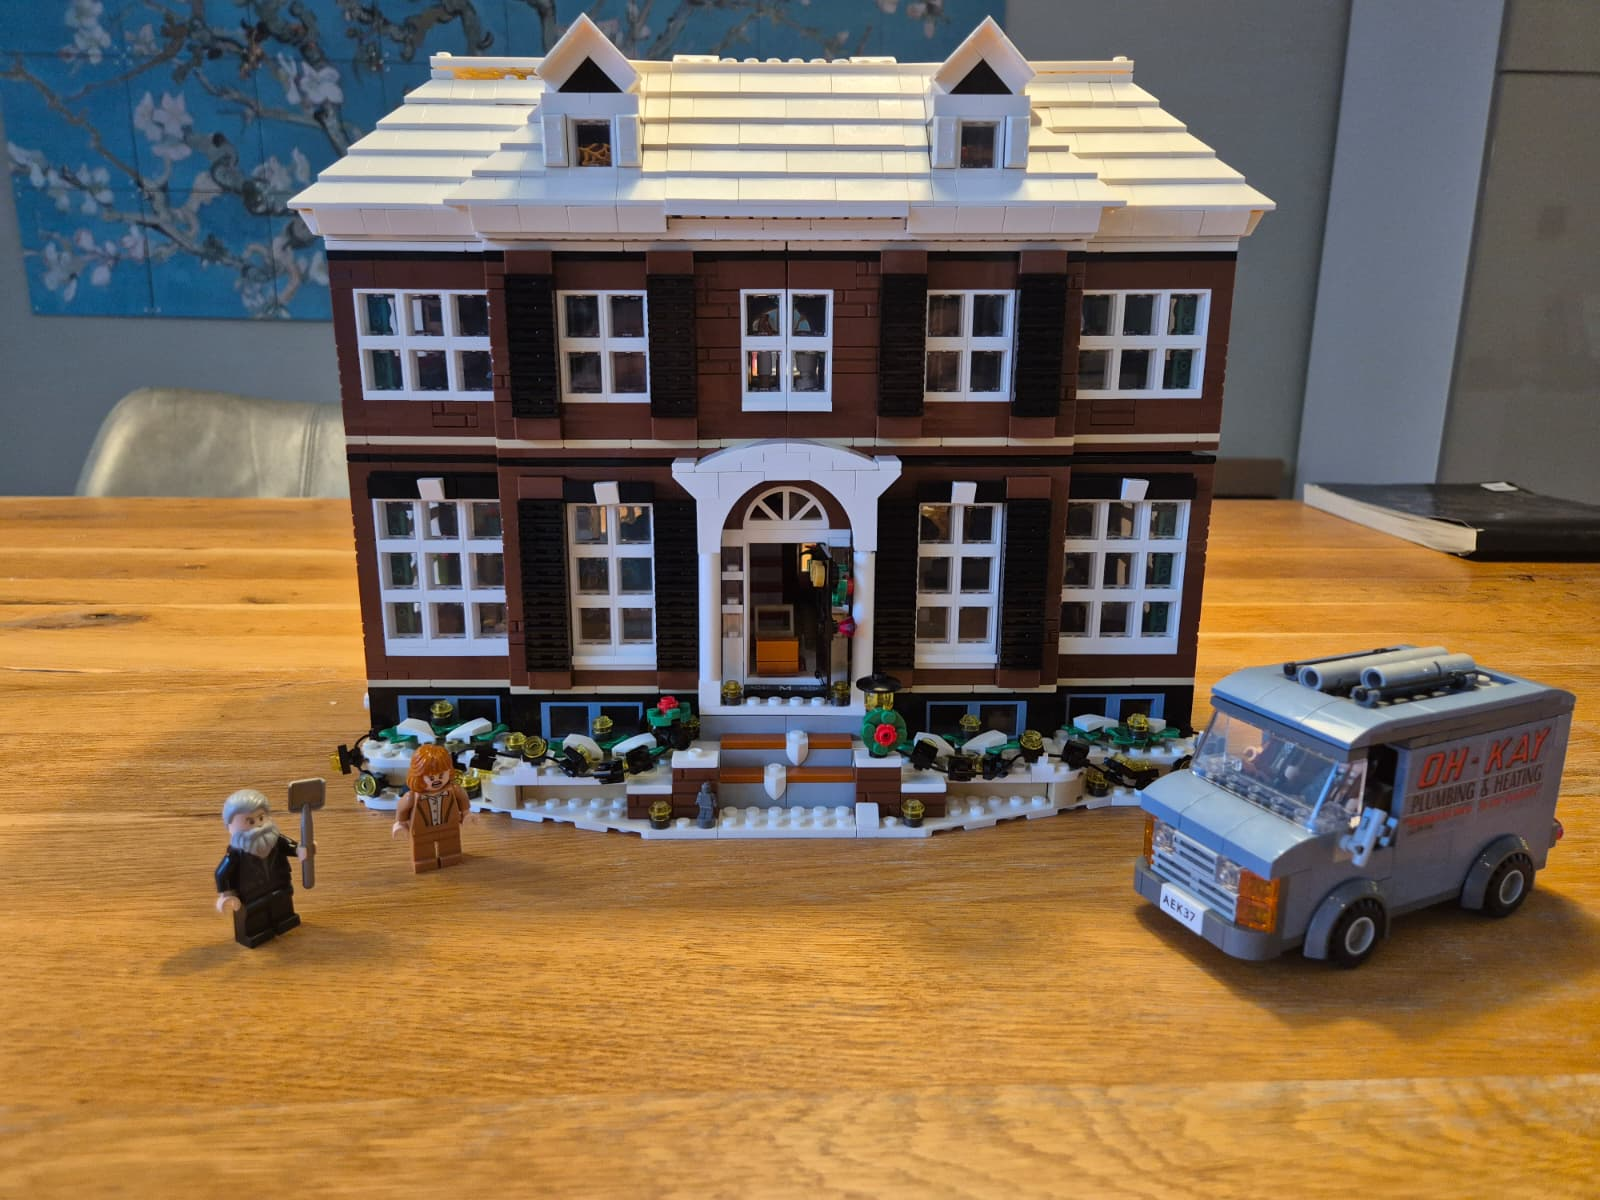 M
OH-KAY
PLUMBING & HEATING
AEK37